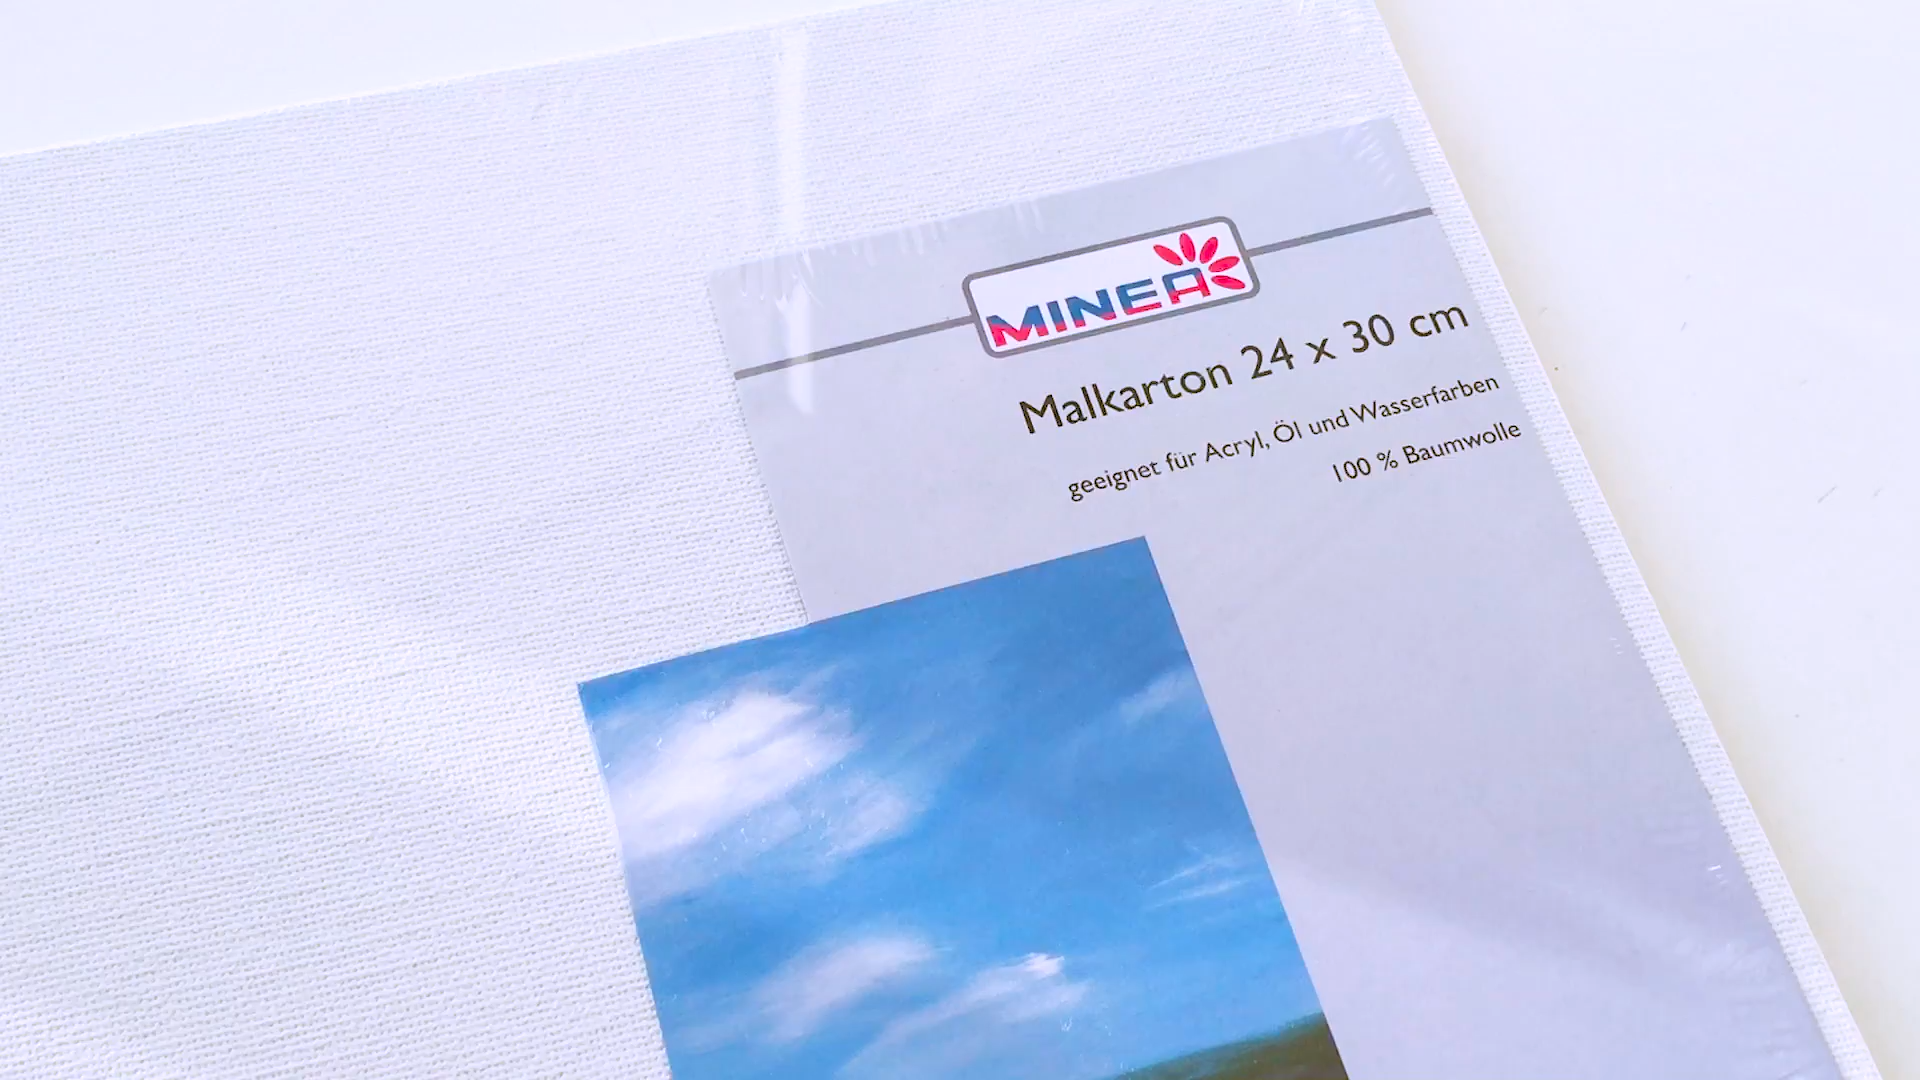 MINEA
Malkarton 24 x 30 cm
geeignet für Acryl, Öl und Wasserfarben
100 % Baumwolle